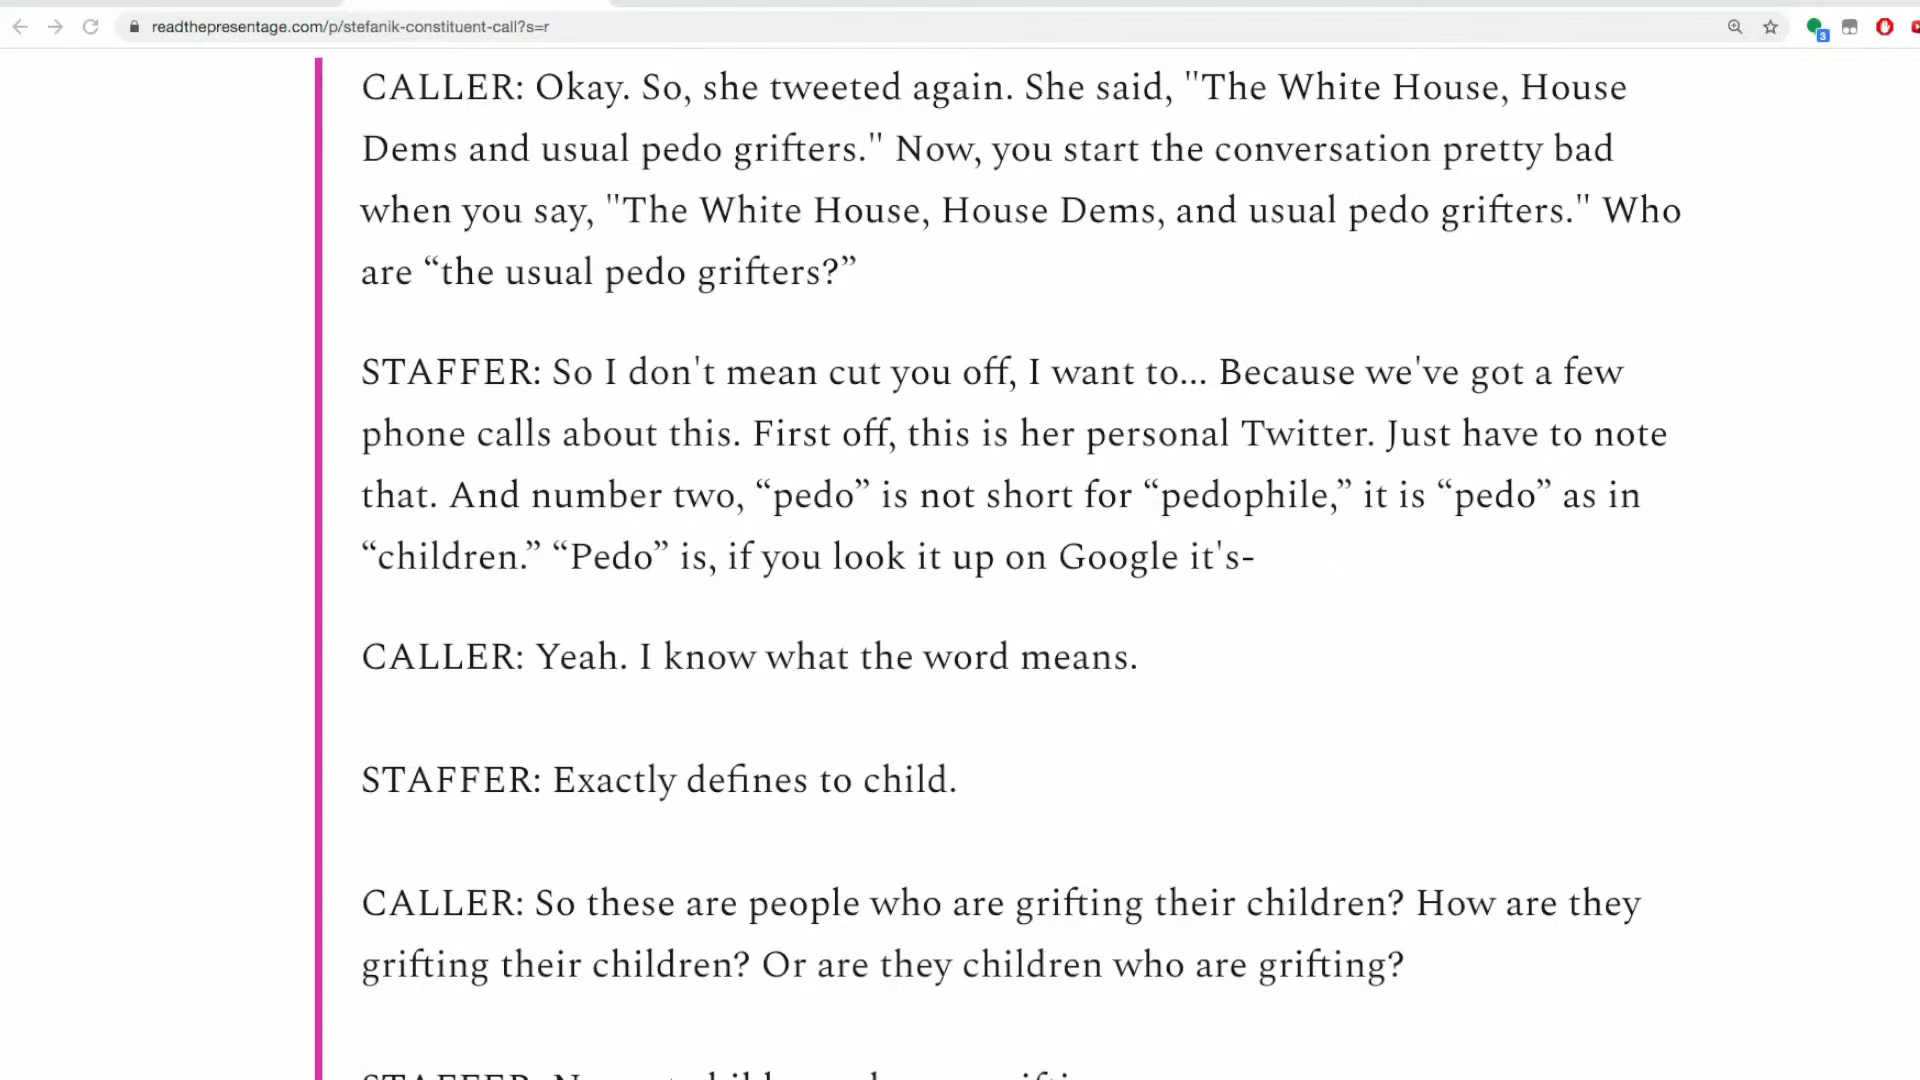 readthepresentage.com/p/stefanik-constituent-call?s=r
3
CALLER: Okay. So, she tweeted again. She said, "The White House, House
Dems and usual pedo grifters." Now, you start the conversation pretty bad
when you say, "The White House, House Dems, and usual pedo grifters." Who
are “the usual pedo grifters?”
STAFFER: So I don't mean cut you off, I want to... Because we've got a few
phone calls about this. First off, this is her personal Twitter. Just have to note
that. And number two, “pedo” is not short for “pedophile,” it is “pedo” as in
“children.” “Pedo” is, if you look it up on Google it's-
CALLER: Yeah. I know what the word means.
STAFFER: Exactly defines to child.
CALLER: So these are people who are grifting their children? How are they
grifting their children? Or are they children who are grifting?
STAFFER: